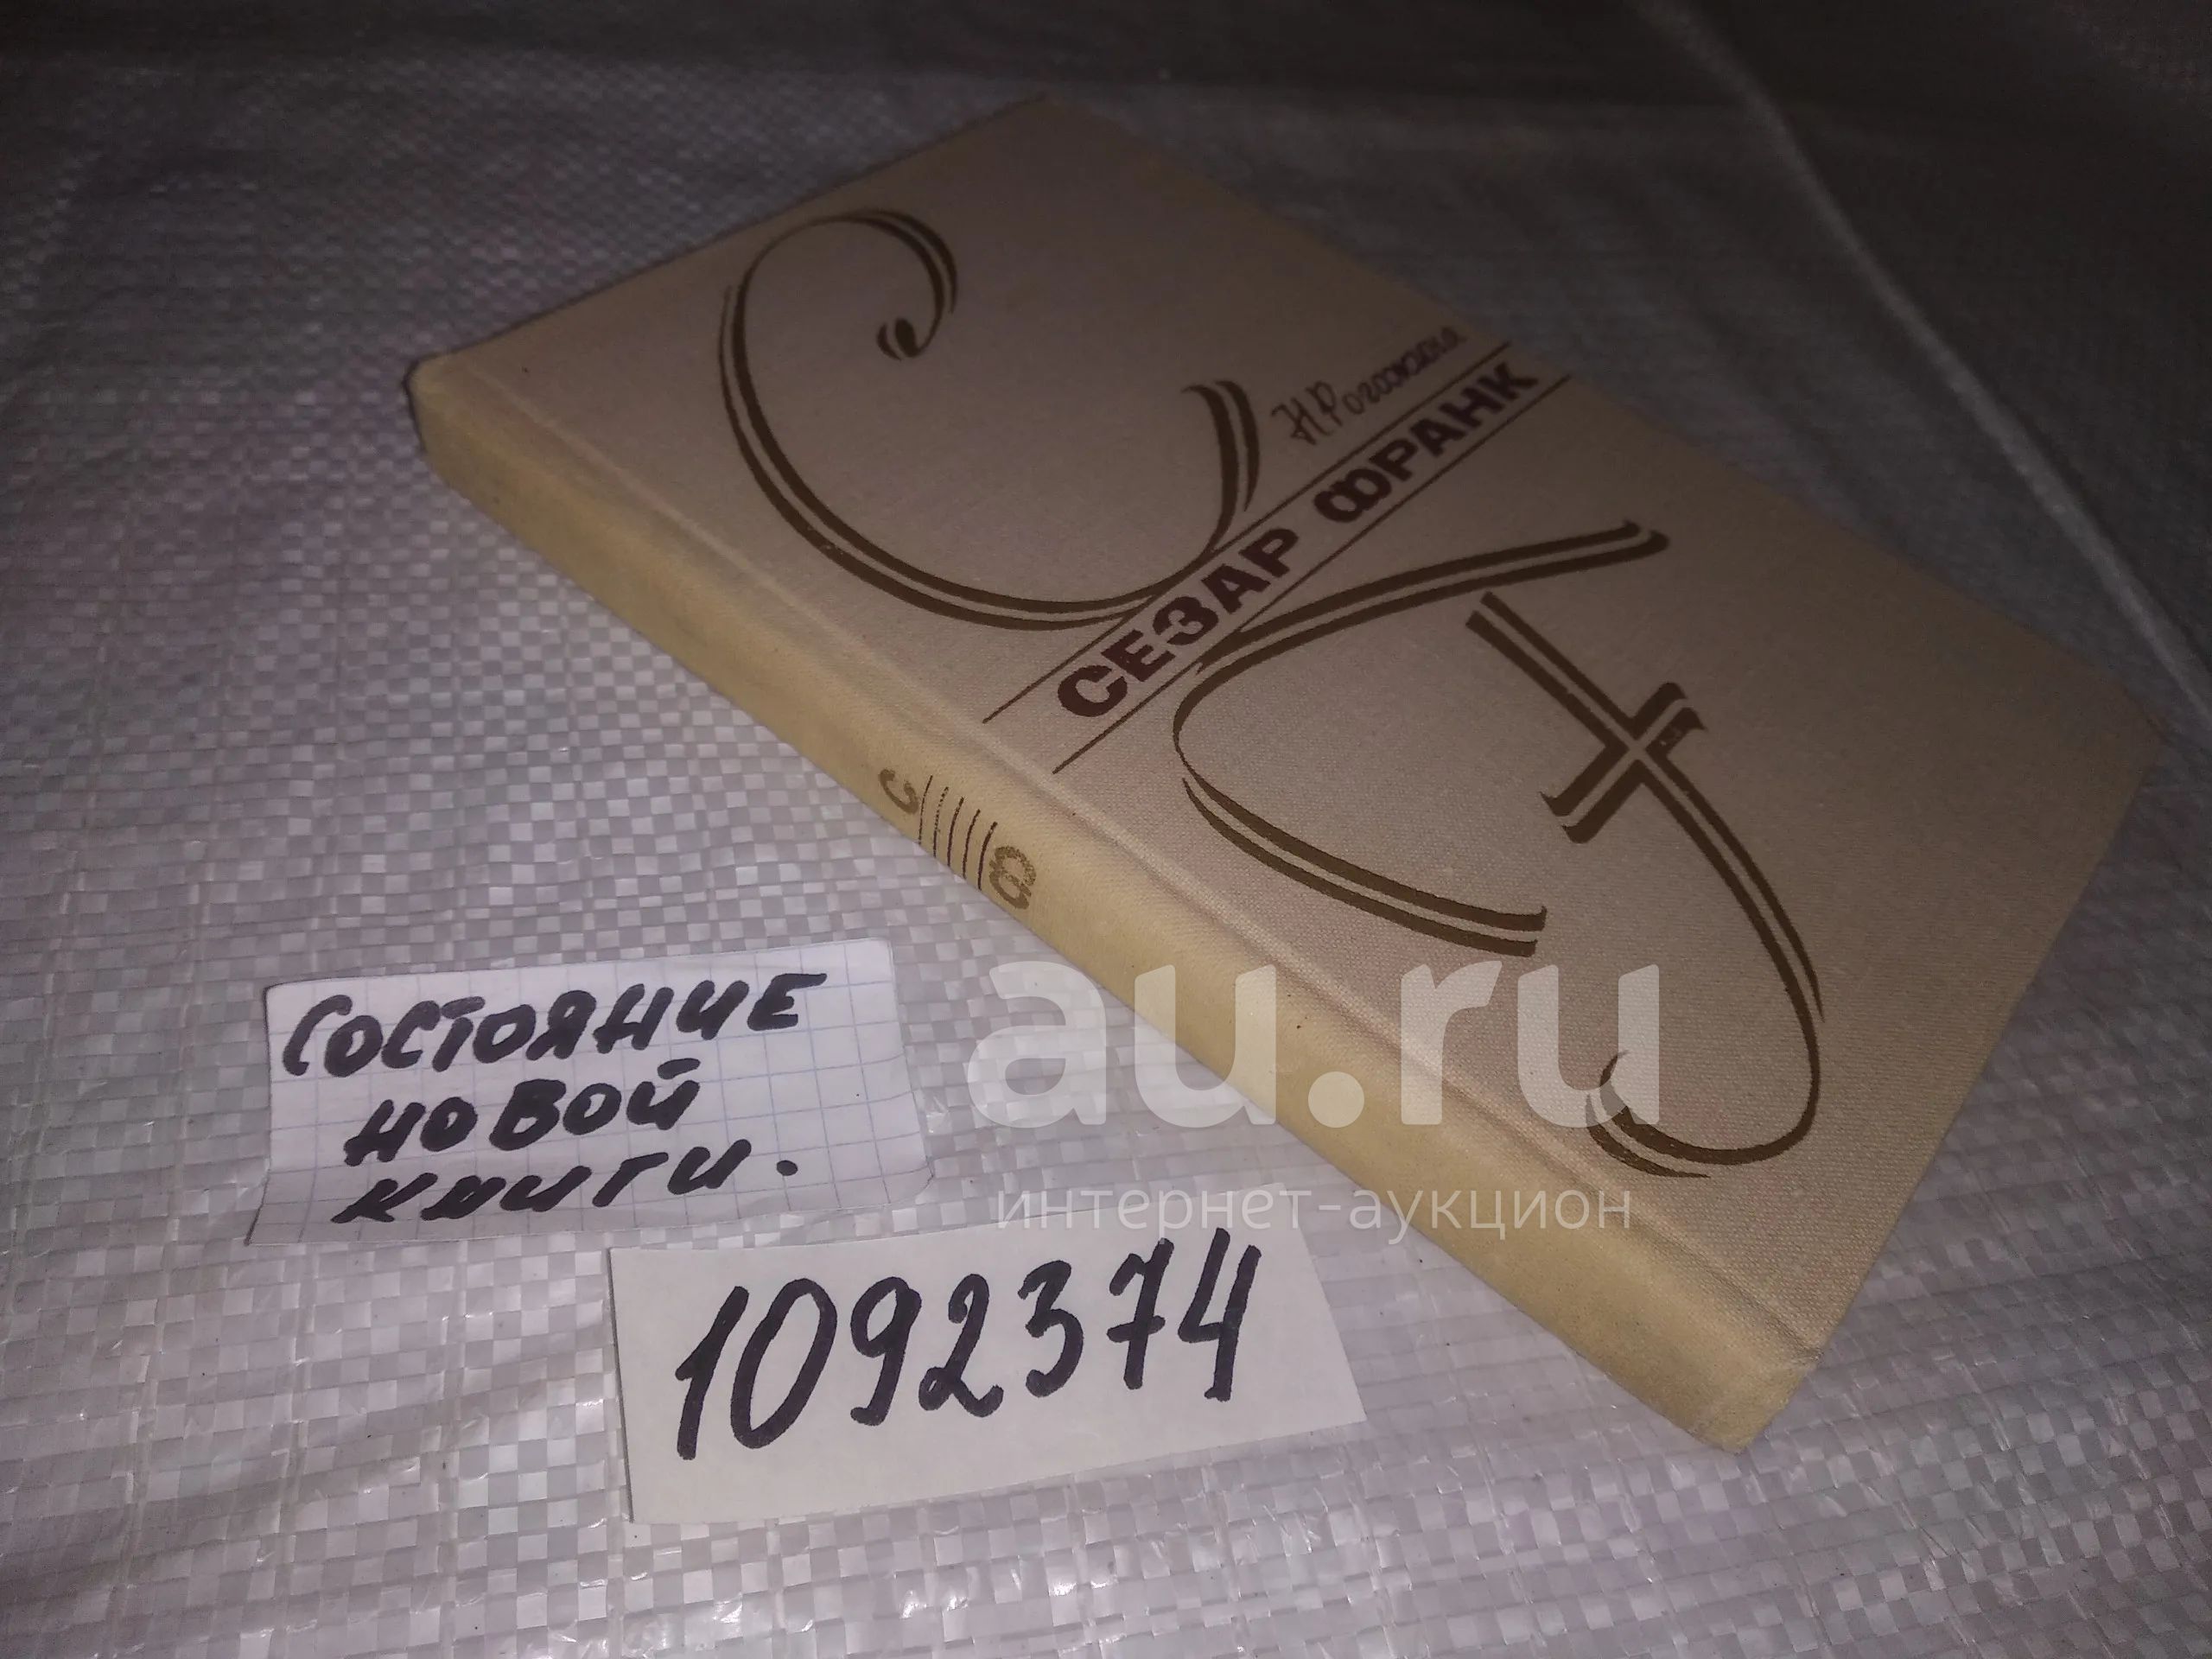 Н. Рогожина
СЕЗАР ФРАНК
С Ф
СОСТОЯНИЕ
НОВОЙ
КНИГИ.
1092374
au.ru
интернет-аукцион